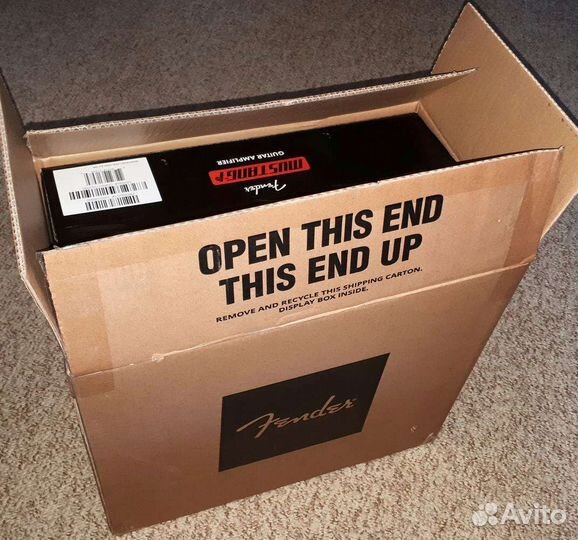 Fender
MUSTANG
GUITAR AMPLIFIER
OPEN THIS END
THIS END UP
REMOVE AND RECYCLE THIS SHIPPING CARTON.
DISPLAY BOX INSIDE.
Fender
Avito